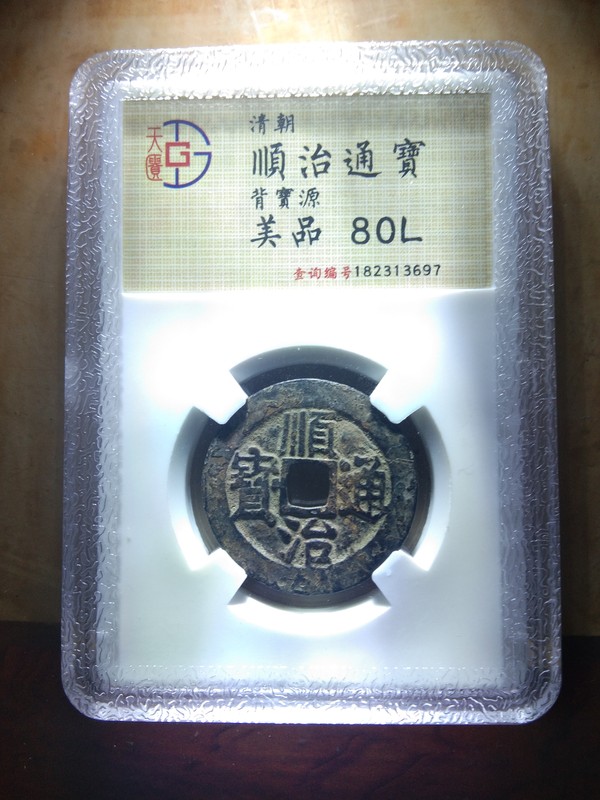 天覽
G
清朝
順治通寶
背寶源
美品 80L
查询编号182313697
順
寶 通
治